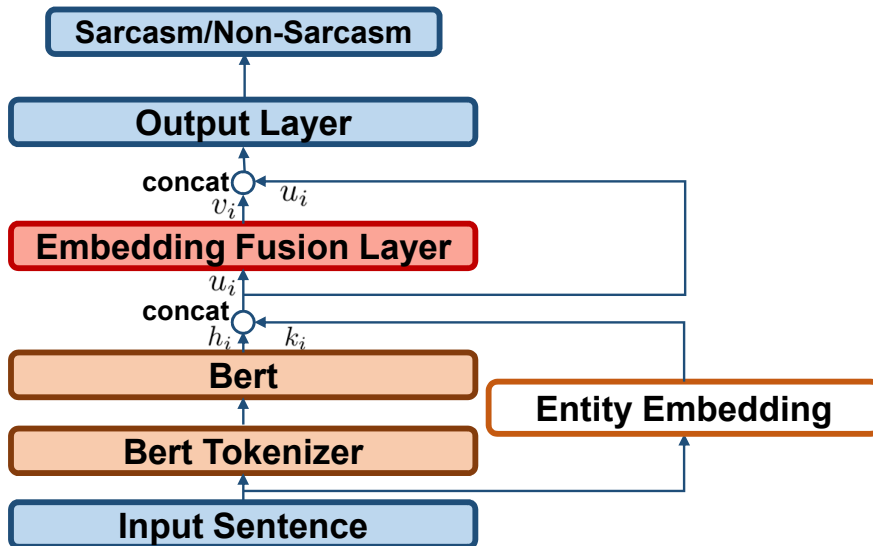 Sarcasm/Non-Sarcasm
Output Layer
concat
v_i
u_i
Embedding Fusion Layer
u_i
concat
h_i
k_i
Bert
Entity Embedding
Bert Tokenizer
Input Sentence